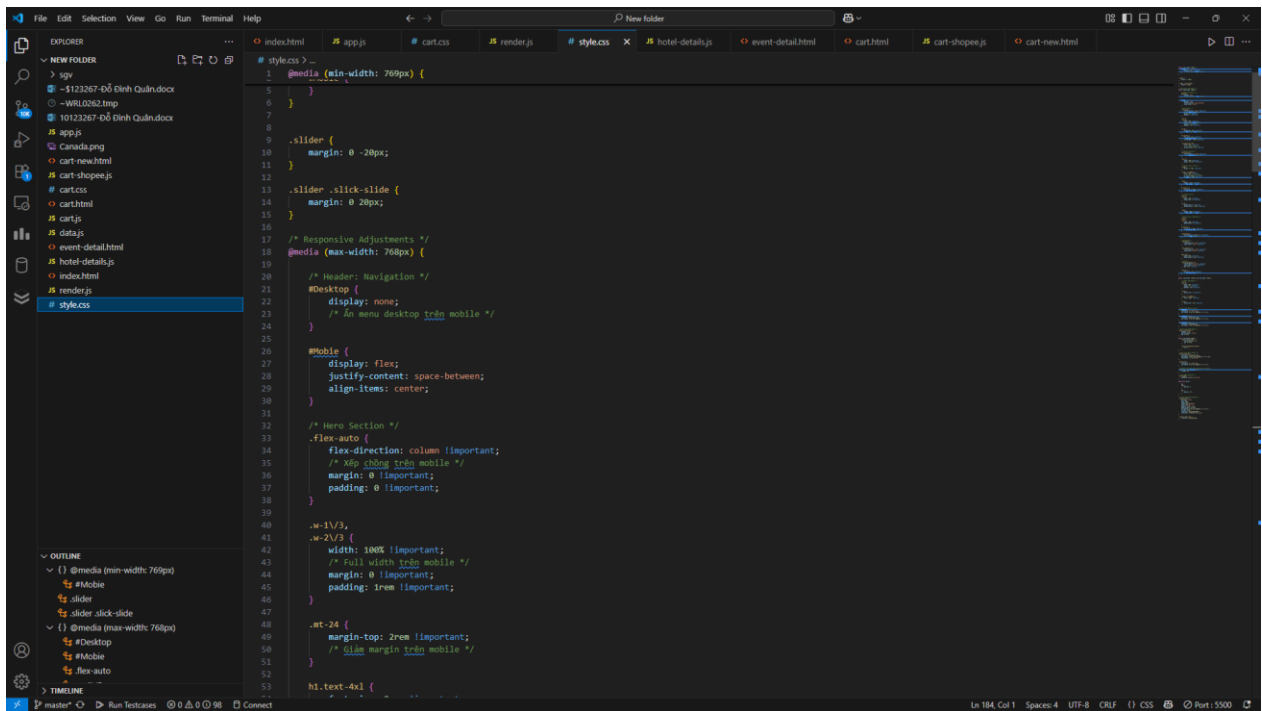 File Edit Selection View Go Run Terminal Help
New folder
EXPLORER
NEW FOLDER
sgv
~$123267-Đỗ Đình Quân.docx
~WRL0262.tmp
10123267-Đỗ Đình Quân.docx
JS app.js
Canada.png
cart-new.html
JS cart-shopee.js
# cart.css
cart.html
JS cart.js
JS data.js
event-detail.html
JS hotel-details.js
index.html
JS render.js
# style.css
10K
1
OUTLINE
{} @media (min-width: 769px)
#Mobie
.slider
.slider .slick-slide
{} @media (max-width: 768px)
#Desktop
#Mobie
.flex-auto
TIMELINE
index.html JS app.js # cart.css JS render.js # style.css JS hotel-details.js event-detail.html cart.html JS cart-shopee.js cart-new.html
# style.css > ...
1 @media (min-width: 769px) {
5 }
6 }
7
8
9 .slider {
10 margin: 0 -20px;
11 }
12
13 .slider .slick-slide {
14 margin: 0 20px;
15 }
16
17 /* Responsive Adjustments */
18 @media (max-width: 768px) {
19
20 /* Header: Navigation */
21 #Desktop {
22 display: none;
23 /* Ẩn menu desktop trên mobile */
24 }
25
26 #Mobie {
27 display: flex;
28 justify-content: space-between;
29 align-items: center;
30 }
31
32 /* Hero Section */
33 .flex-auto {
34 flex-direction: column !important;
35 /* Xếp chồng trên mobile */
36 margin: 0 !important;
37 padding: 0 !important;
38 }
39
40 .w-1\/3,
41 .w-2\/3 {
42 width: 100% !important;
43 /* Full width trên mobile */
44 margin: 0 !important;
45 padding: 1rem !important;
46 }
47
48 .mt-24 {
49 margin-top: 2rem !important;
50 /* Giảm margin trên mobile */
51 }
52
53 h1.text-4xl {
master* Run Testcases 0 0 98 Connect Ln 184, Col 1 Spaces: 4 UTF-8 CRLF {} CSS Port : 5500